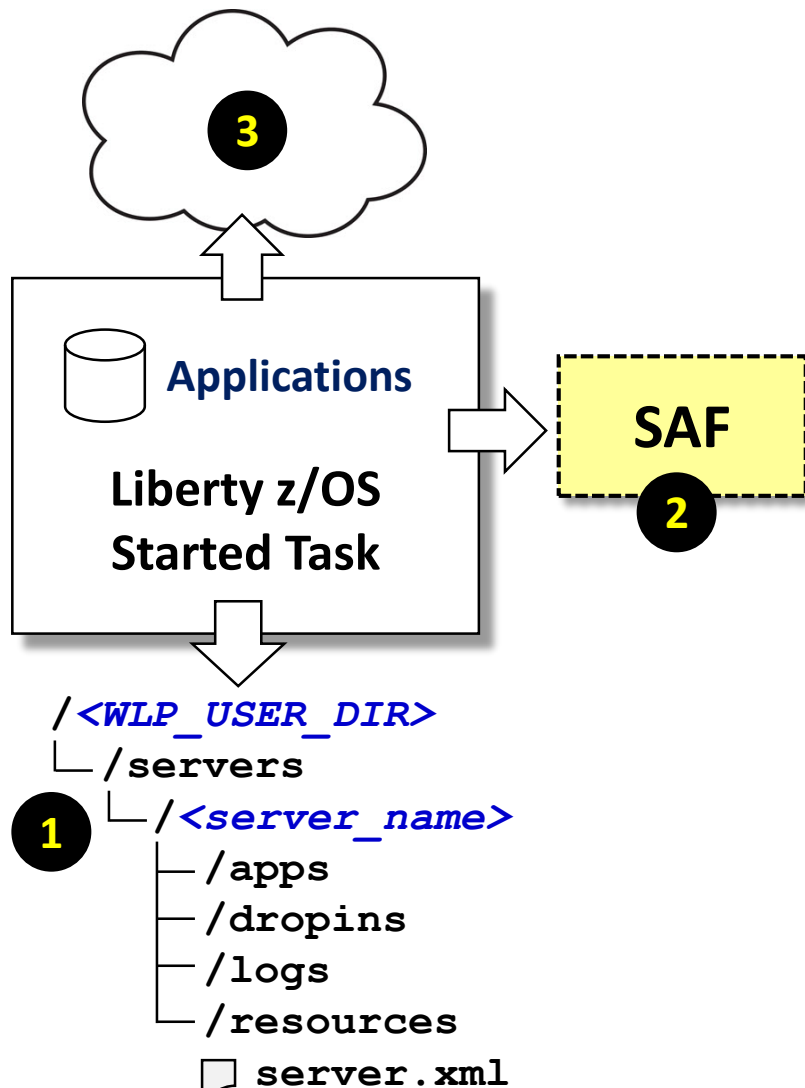 3
Applications
Liberty z/OS
Started Task
SAF
2
/<WLP_USER_DIR>
/servers
1
/<server_name>
/apps
/dropins
/logs
/resources
server.xml